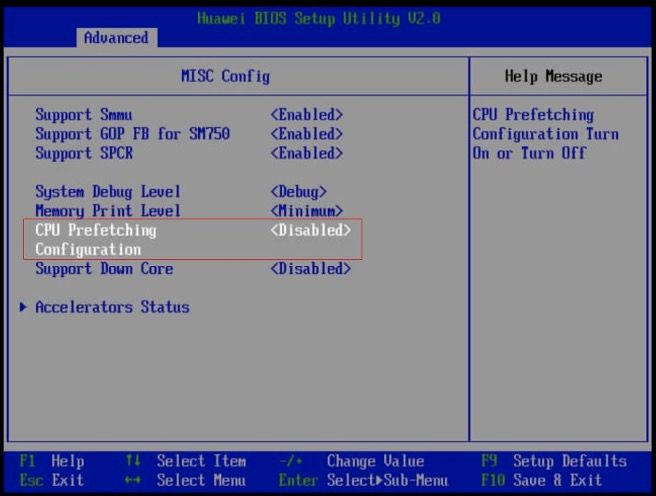 Huawei BIOS Setup Utility V2.0
Advanced
MISC Config
Help Message
Support Smmu <Enabled>
Support GOP FB for SM750 <Enabled>
Support SPCR <Enabled>
System Debug Level <Debug>
Memory Print Level <Minimum>
CPU Prefetching <Disabled>
Configuration
Support Down Core <Disabled>
Accelerators Status
CPU Prefetching
Configuration Turn
On or Turn Off
F1 Help ↑↓ Select Item -/+ Change Value F9 Setup Defaults
Esc Exit ←→ Select Menu Enter Select▶Sub-Menu F10 Save & Exit